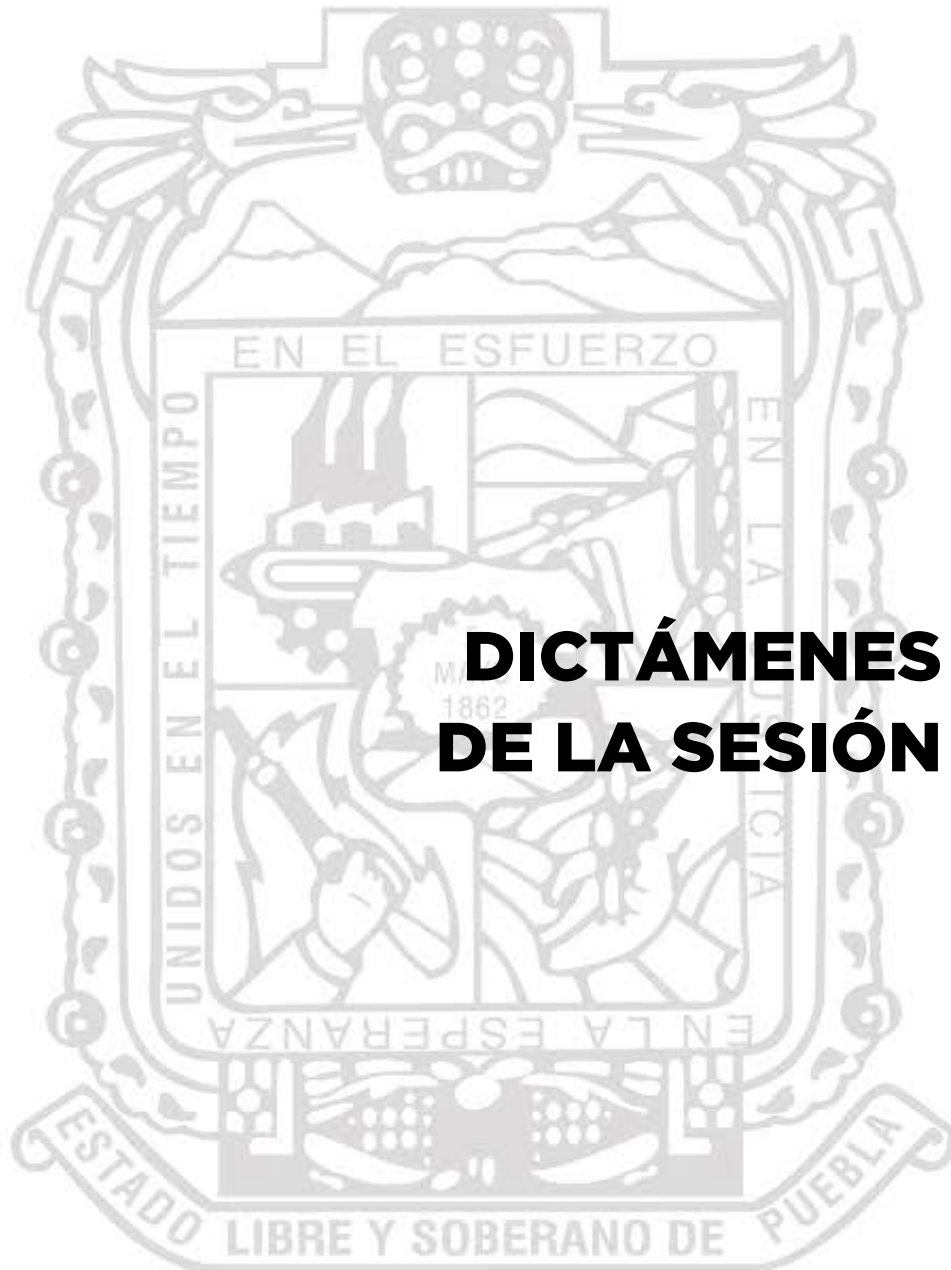 EN EL ESFUERZO
EN LA
UNIDOS EN EL TIEMPO
DICTÁMENES
1862
DE LA SESIÓN
EN LA ESPERANZA
ESTADO LIBRE Y SOBERANO DE PUEBLA